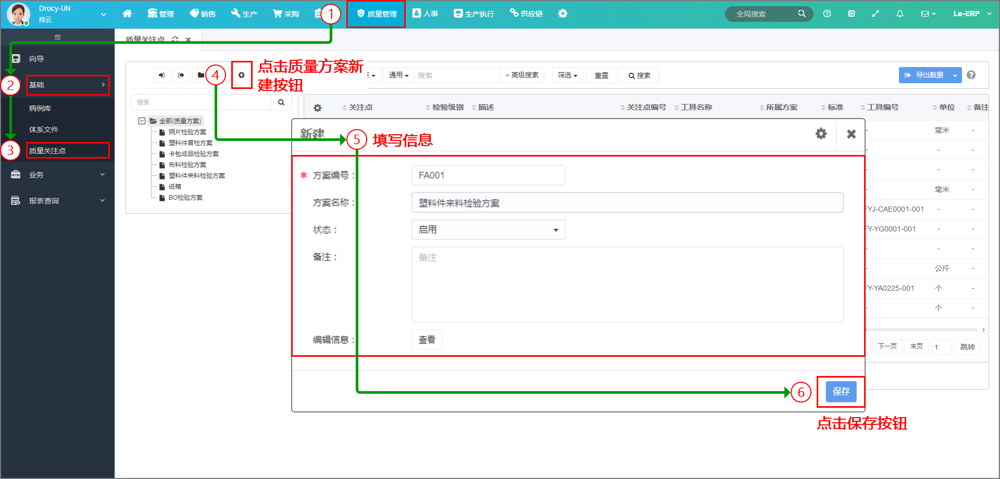 Drocy-UN
持云
管理
销售
生产
采购
1
质量管理
人事
生产执行
供应链
全局搜索
Le-ERP
质量关注点
向导
2
基础
病例库
体系文件
3
质量关注点
业务
报表查询
4
点击质量方案新
建按钮
通用
搜索
高级搜索
筛选
重置
搜索
导出数据
搜索
全部(质量方案)
铜片检验方案
塑料件首检方案
卡包成品检验方案
布料检验方案
塑料件来料检验方案
纸箱
BO检验方案
关注点
检验级别
描述
关注点编号
工具名称
所属方案
标准
工具编号
单位
备注
- 毫米 -
- - -
- - -
- 毫米 -
FYJ-CAE0001-001 - -
FY-YG0001-001 - -
- - -
- 公斤 -
FY-YA0225-001 个 -
- 个 -
下一页
末页
1
跳转
新建
5
填写信息
* 方案编号：
FA001
方案名称：
塑料件来料检验方案
状态：
启用
备注：
备注
编辑信息：
查看
6
保存
点击保存按钮